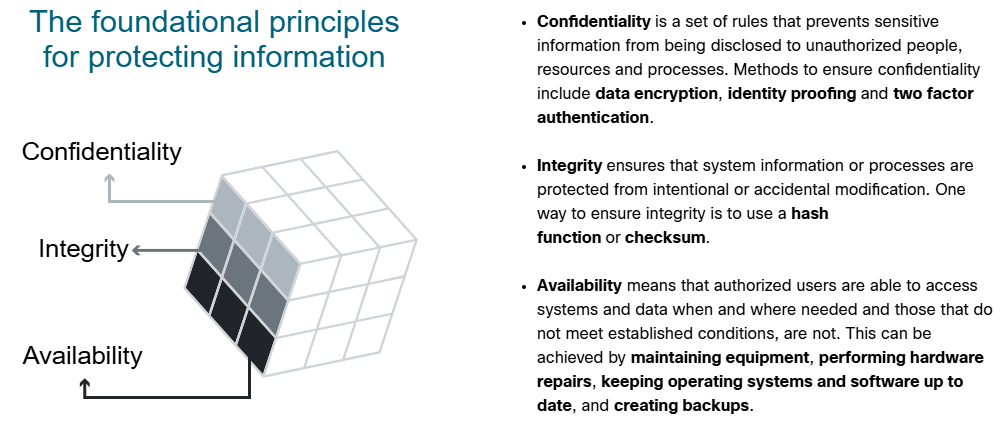 The foundational principles
for protecting information
Confidentiality
Integrity
Availability
• Confidentiality is a set of rules that prevents sensitive
information from being disclosed to unauthorized people,
resources and processes. Methods to ensure confidentiality
include data encryption, identity proofing and two factor
authentication.
• Integrity ensures that system information or processes are
protected from intentional or accidental modification. One
way to ensure integrity is to use a hash
function or checksum.
• Availability means that authorized users are able to access
systems and data when and where needed and those that do
not meet established conditions, are not. This can be
achieved by maintaining equipment, performing hardware
repairs, keeping operating systems and software up to
date, and creating backups.